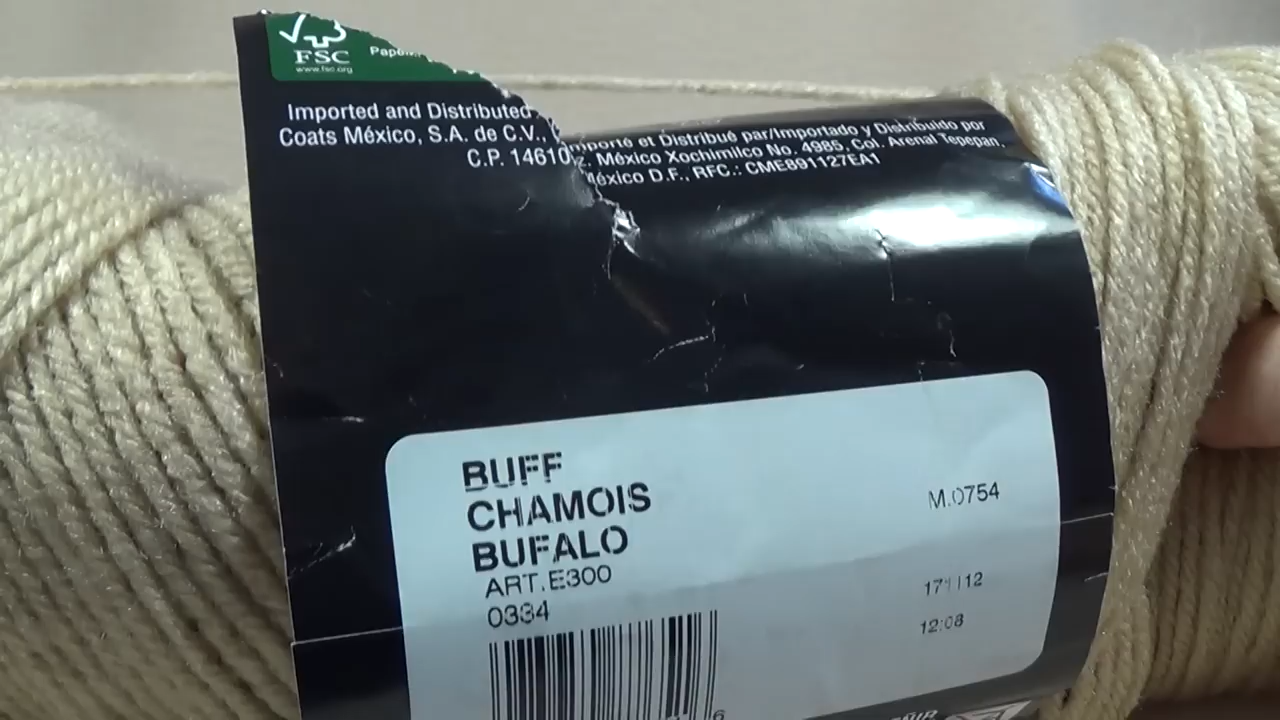 FSC
www.fsc.org
Imported and Distributed
Coats México, S.A. de C.V.,
C.P. 14610
Importé et Distribué par/Importado y Distribuido por
México Xochimilco No. 4985, Col. Arenal Tepepan,
México D.F., RFC.: CME891127EA1
BUFF
CHAMOIS
BUFALO
ART.E300
0334
M.0754
12:08
6